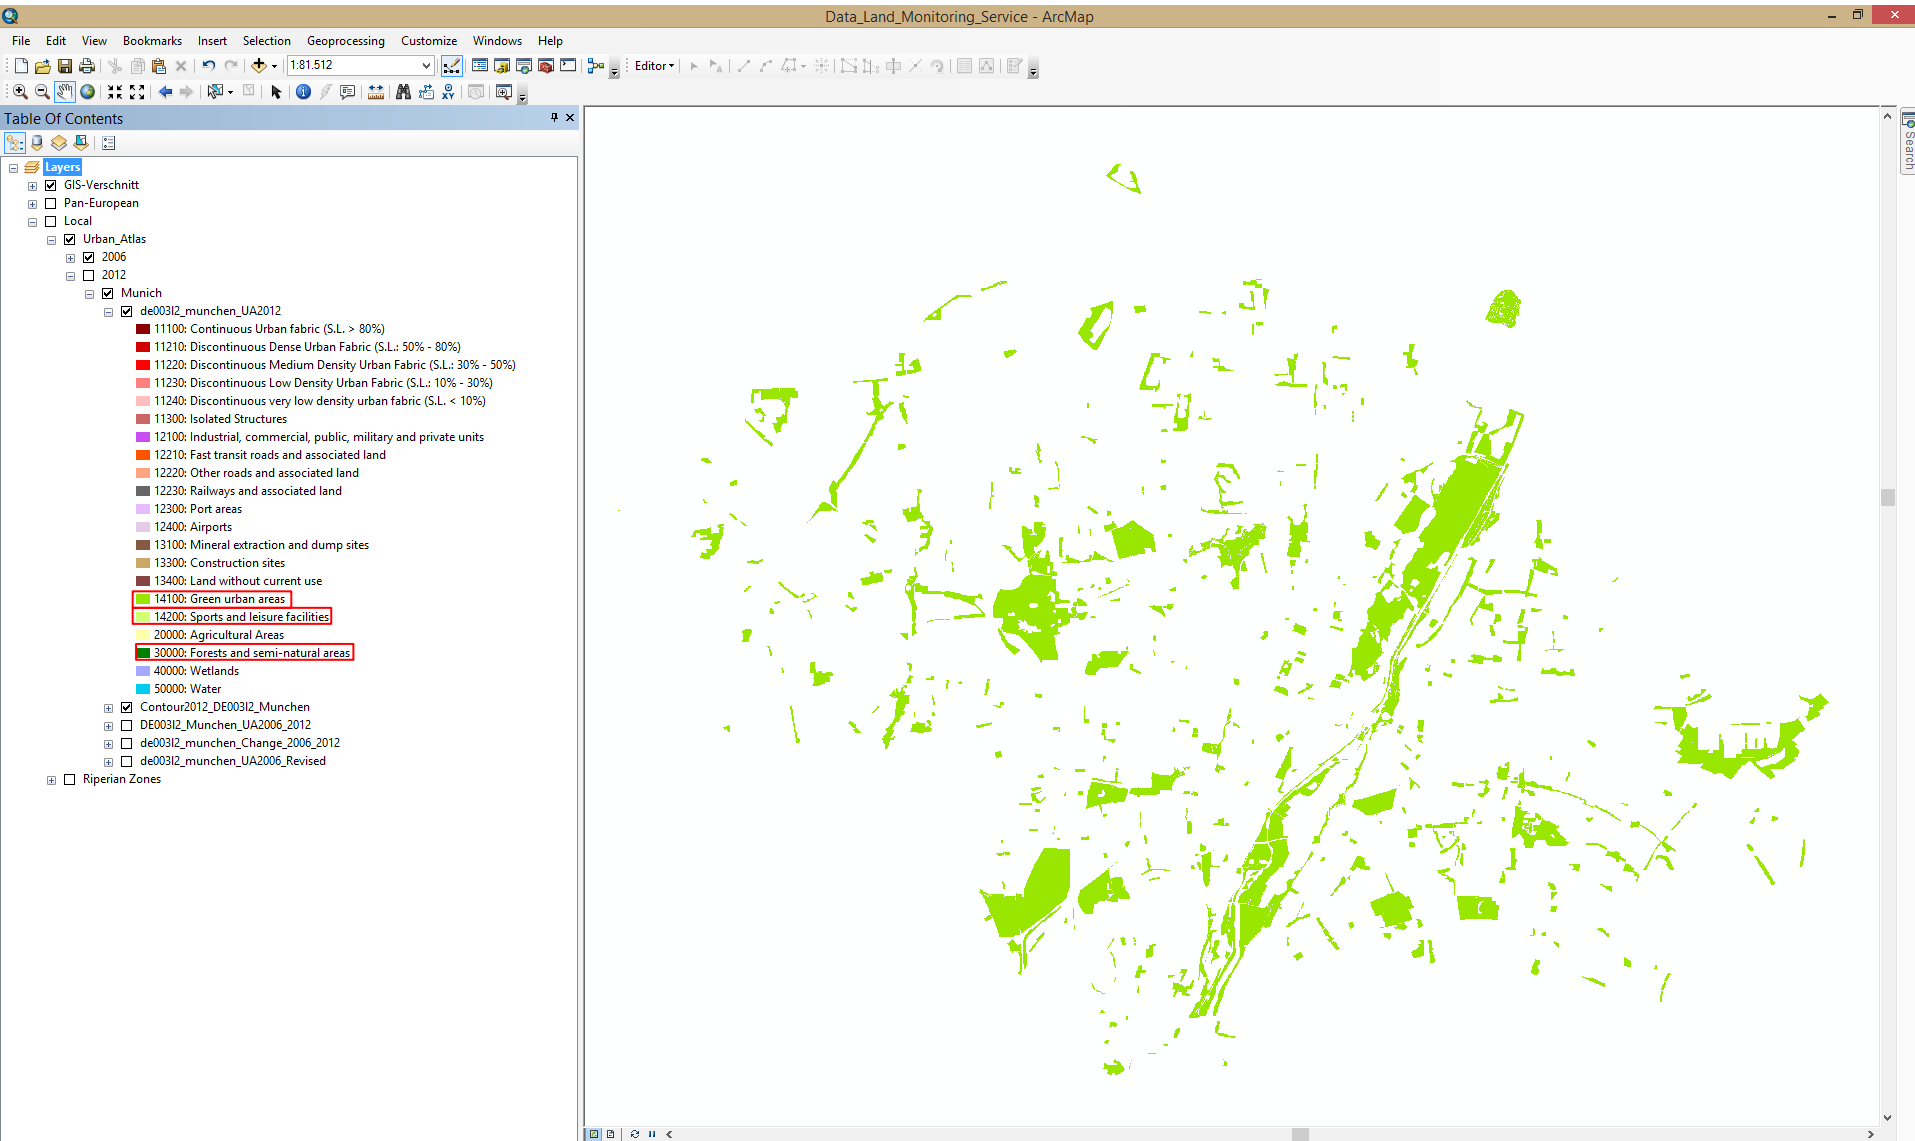 Data_Land_Monitoring_Service - ArcMap
File Edit View Bookmarks Insert Selection Geoprocessing Customize Windows Help
1:81.512 Editor
XY
Table Of Contents
Search
Layers
GIS-Verschnitt
Pan-European
Local
Urban_Atlas
2006
2012
Munich
de003l2_munchen_UA2012
11100: Continuous Urban fabric (S.L. > 80%)
11210: Discontinuous Dense Urban Fabric (S.L.: 50% - 80%)
11220: Discontinuous Medium Density Urban Fabric (S.L.: 30% - 50%)
11230: Discontinuous Low Density Urban Fabric (S.L.: 10% - 30%)
11240: Discontinuous very low density urban fabric (S.L. < 10%)
11300: Isolated Structures
12100: Industrial, commercial, public, military and private units
12210: Fast transit roads and associated land
12220: Other roads and associated land
12230: Railways and associated land
12300: Port areas
12400: Airports
13100: Mineral extraction and dump sites
13300: Construction sites
13400: Land without current use
14100: Green urban areas
14200: Sports and leisure facilities
20000: Agricultural Areas
30000: Forests and semi-natural areas
40000: Wetlands
50000: Water
Contour2012_DE003l2_Munchen
DE003l2_Munchen_UA2006_2012
de003l2_munchen_Change_2006_2012
de003l2_munchen_UA2006_Revised
Riperian Zones